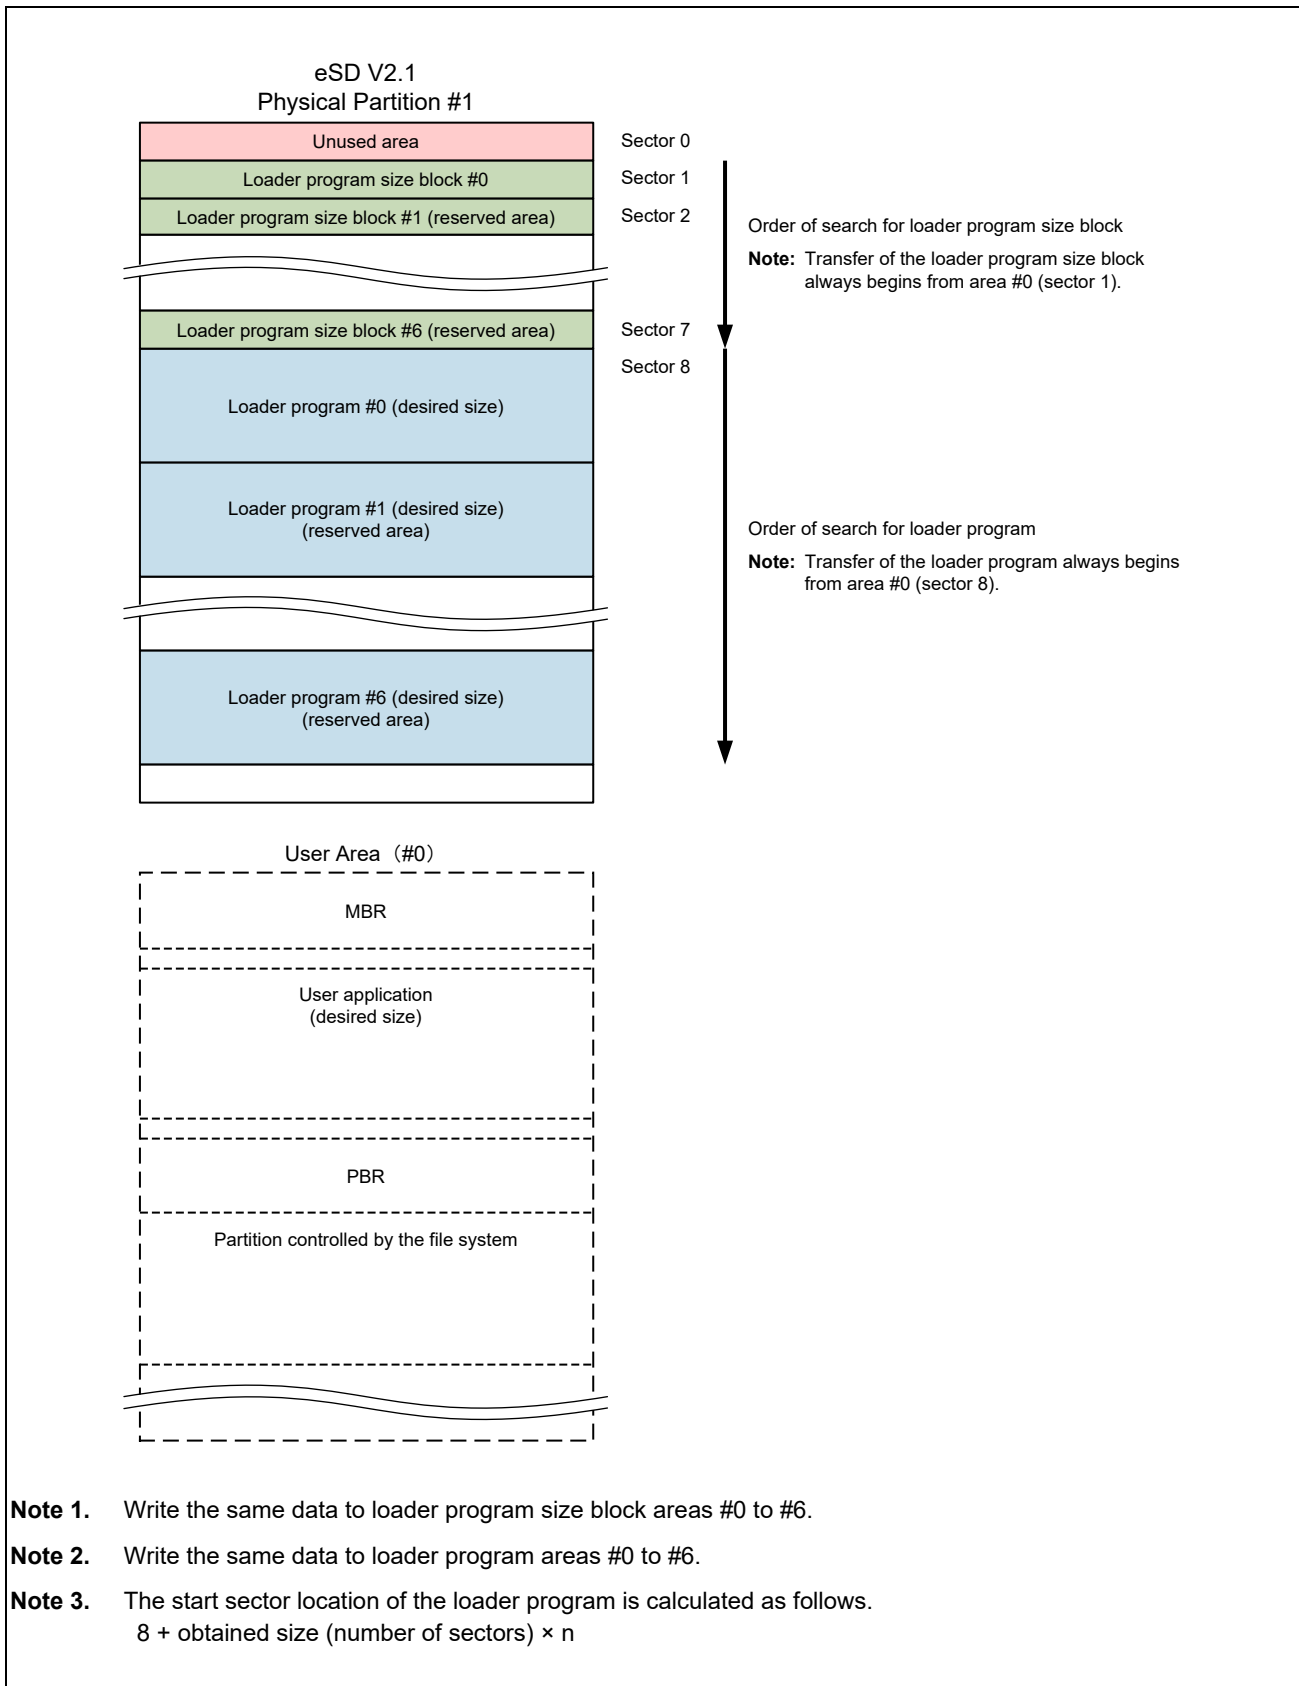 eSD V2.1
Physical Partition #1
Unused area
Sector 0
Loader program size block #0
Sector 1
Loader program size block #1 (reserved area)
Sector 2
Order of search for loader program size block
Note: Transfer of the loader program size block
always begins from area #0 (sector 1).
Loader program size block #6 (reserved area)
Sector 7
Sector 8
Loader program #0 (desired size)
Loader program #1 (desired size)
(reserved area)
Order of search for loader program
Note: Transfer of the loader program always begins
from area #0 (sector 8).
Loader program #6 (desired size)
(reserved area)
User Area（#0）
MBR
User application
(desired size)
PBR
Partition controlled by the file system
Note 1. Write the same data to loader program size block areas #0 to #6.
Note 2. Write the same data to loader program areas #0 to #6.
Note 3. The start sector location of the loader program is calculated as follows.
8 + obtained size (number of sectors) × n